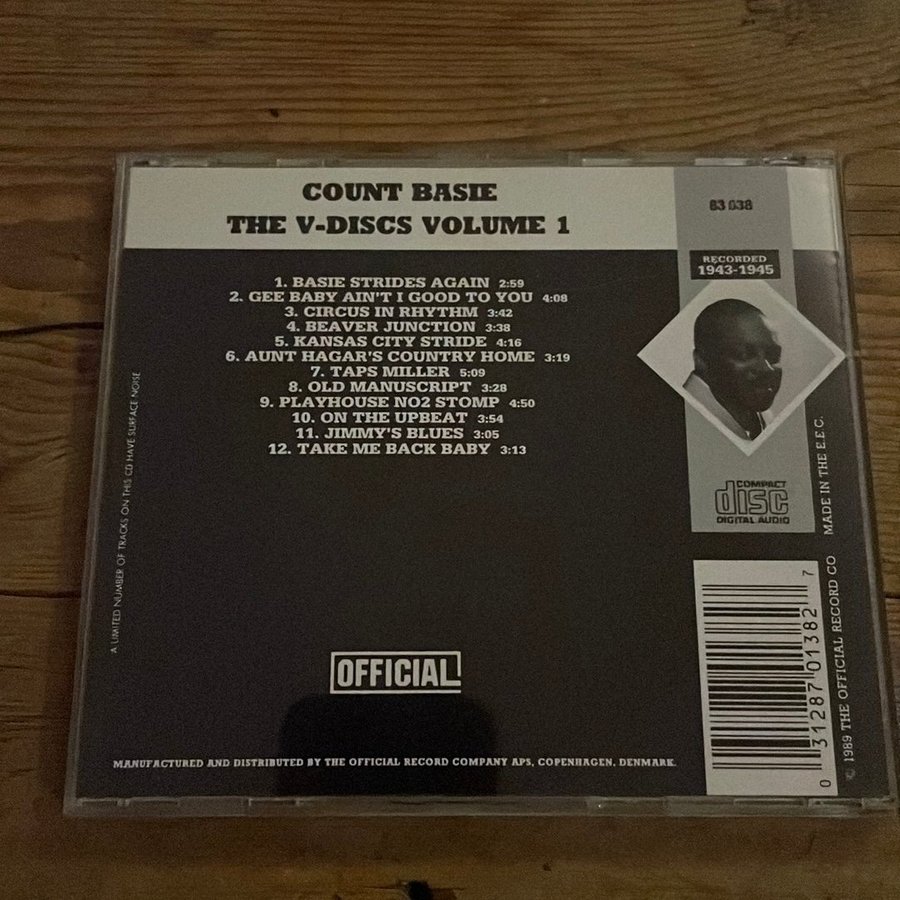 COUNT BASIE
THE V-DISCS VOLUME 1
83 038
RECORDED
1943-1945
1. BASIE STRIDES AGAIN 2:59
2. GEE BABY AIN'T I GOOD TO YOU 4:08
3. CIRCUS IN RHYTHM 3:42
4. BEAVER JUNCTION 3:38
5. KANSAS CITY STRIDE 4:16
6. AUNT HAGAR'S COUNTRY HOME 3:19
7. TAPS MILLER 5:09
8. OLD MANUSCRIPT 3:28
9. PLAYHOUSE NO2 STOMP 4:50
10. ON THE UPBEAT 3:54
11. JIMMY'S BLUES 3:05
12. TAKE ME BACK BABY 3:13
A LIMITED NUMBER OF TRACKS ON THIS CD HAVE SURFACE NOISE
COMPACT
disc
DIGITAL AUDIO
OFFICIAL
MANUFACTURED AND DISTRIBUTED BY THE OFFICIAL RECORD COMPANY APS, COPENHAGEN, DENMARK.
0 31287 01382 7
© 1989 THE OFFICIAL RECORD CO MADE IN THE E.E.C.